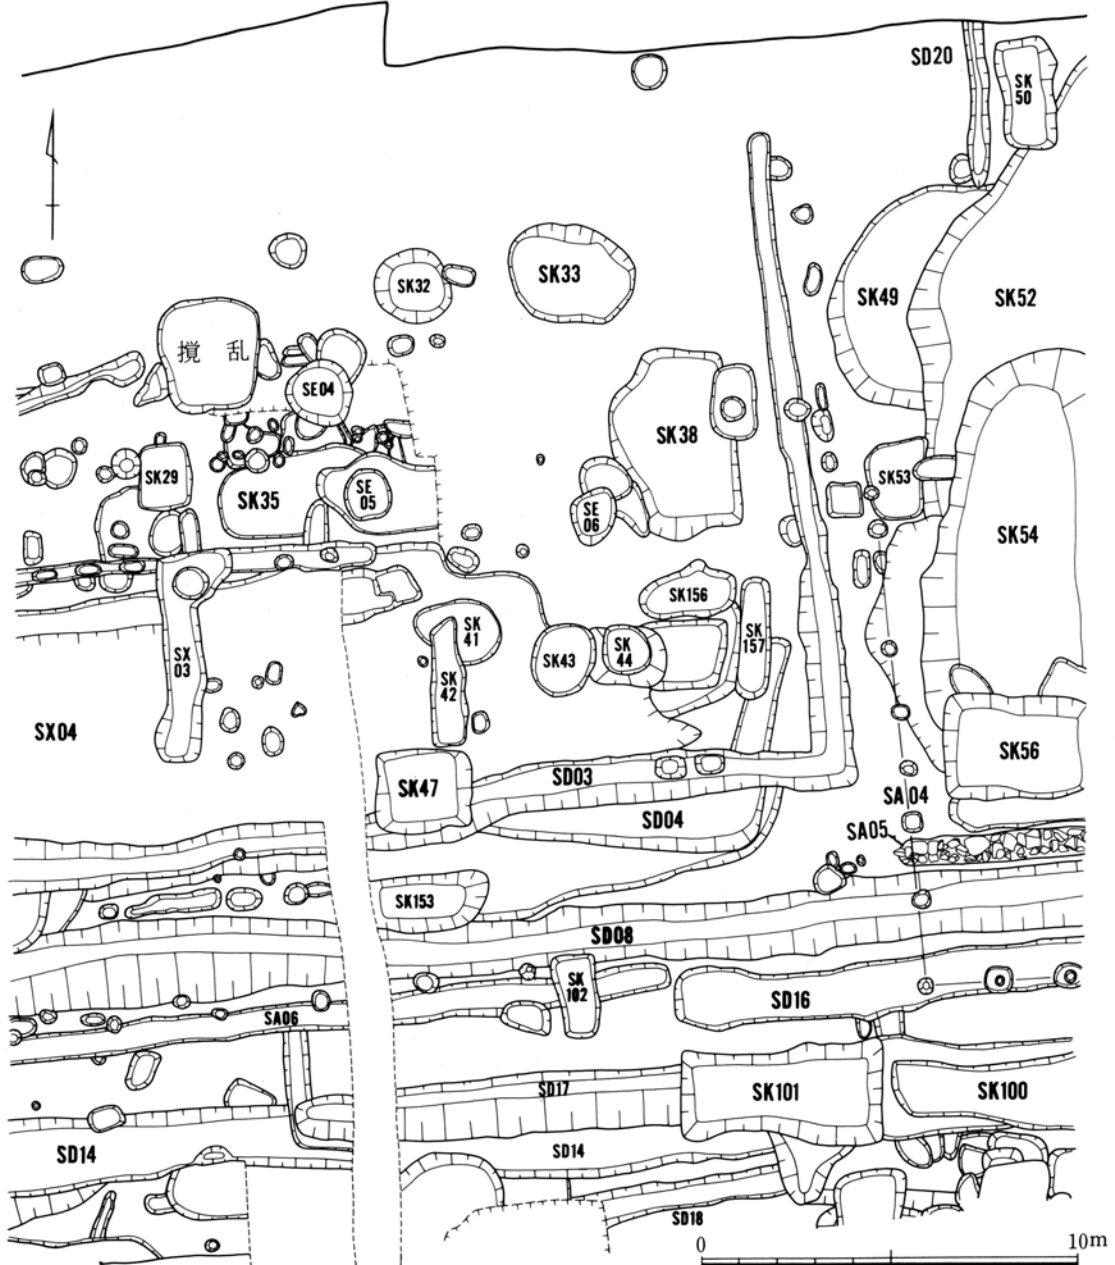 SD20
SK
50
SK32
SK33
SK49
SK52
撹 乱
SE04
SK38
SK29
SK35
SE
05
SE
06
SK53
SK54
SK156
SK
41
SK
157
SK43
SK
44
SX
03
SK
42
SX04
SK56
SD03
SK47
SA04
SD04
SA05
SK153
SD08
SK
102
SD16
SA06
SD17
SK101
SK100
SD14
SD14
SD18
0
10m